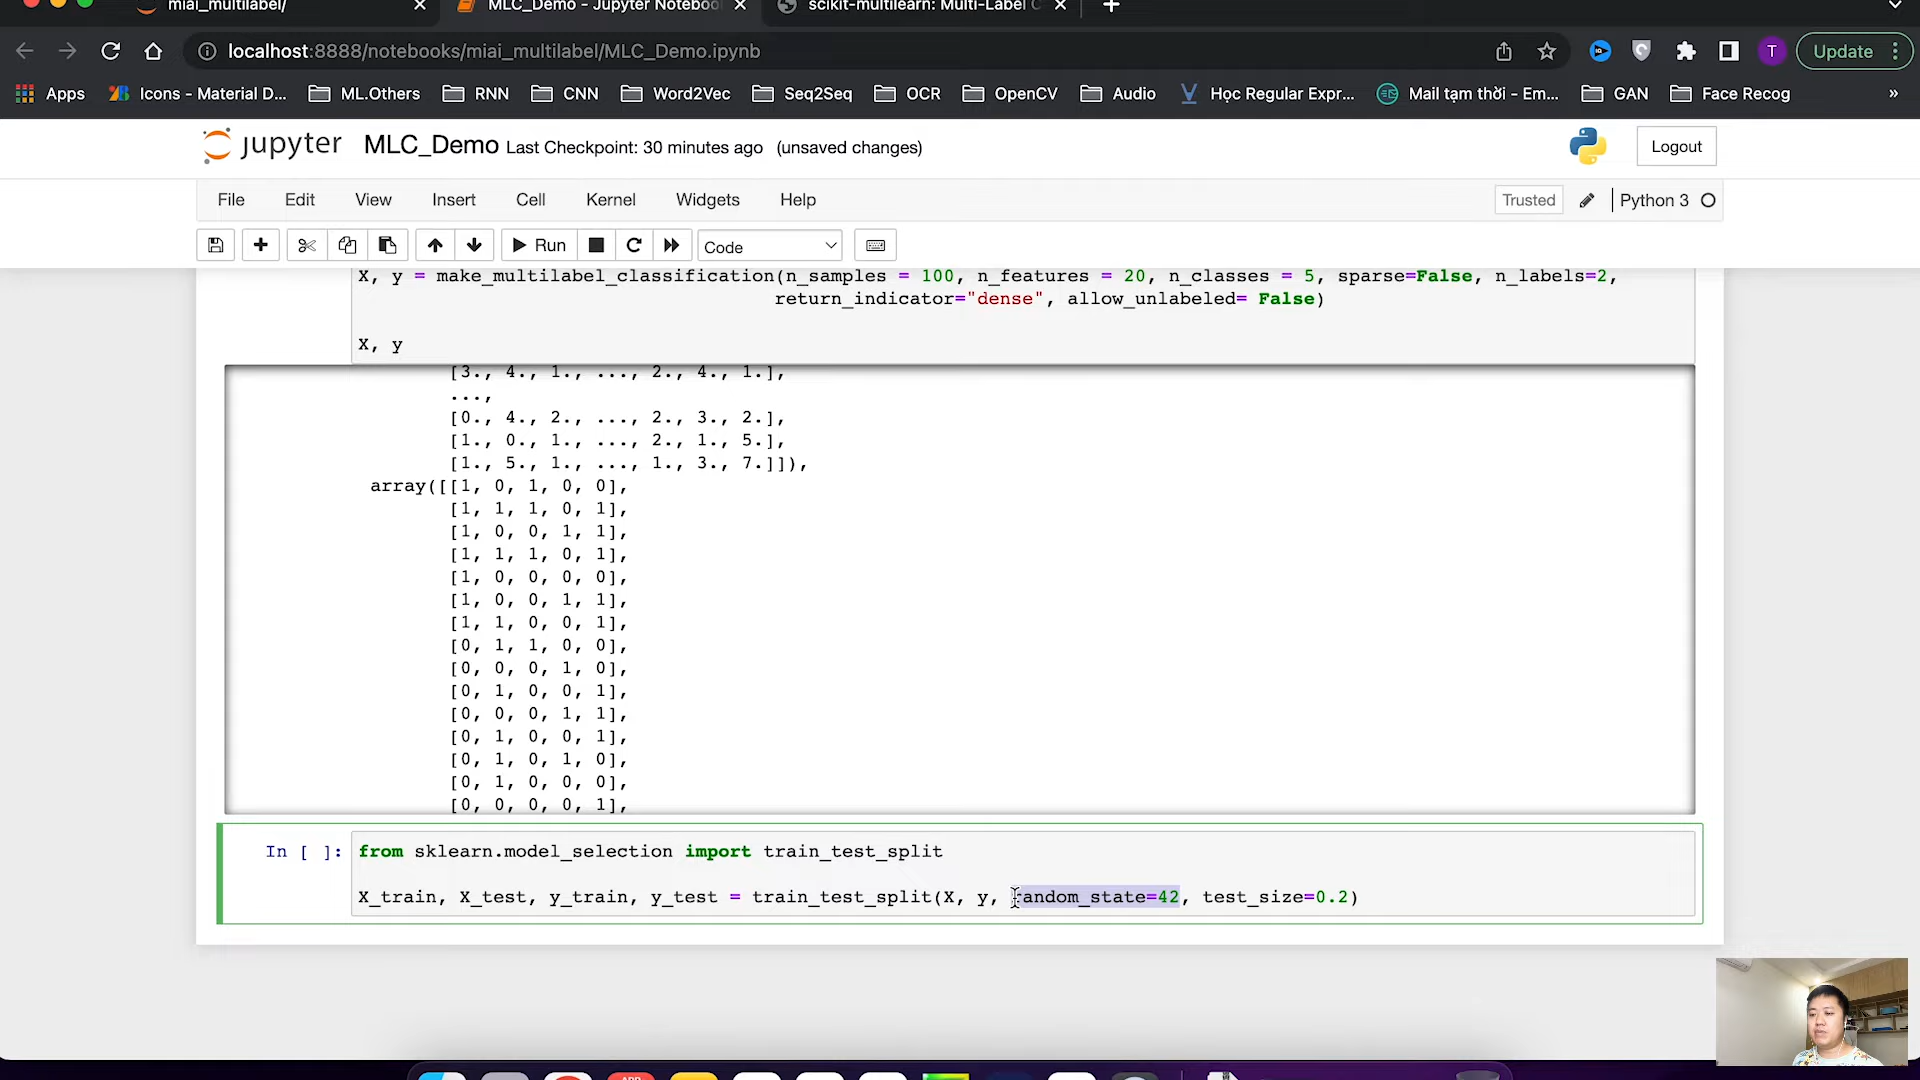 miai_multilabel/
MLC_Demo - Jupyter Noteboo
scikit-multilearn: Multi-Label C
localhost:8888/notebooks/miai_multilabel/MLC_Demo.ipynb
T
Update
Apps
Icons - Material D...
ML.Others
RNN
CNN
Word2Vec
Seq2Seq
OCR
OpenCV
Audio
Học Regular Expr...
Mail tạm thời - Em...
GAN
Face Recog
»
jupyter MLC_Demo Last Checkpoint: 30 minutes ago (unsaved changes)
Logout
File Edit View Insert Cell Kernel Widgets Help
Trusted
Python 3
Run
Code
X, y = make_multilabel_classification(n_samples = 100, n_features = 20, n_classes = 5, sparse=False, n_labels=2,
return_indicator="dense", allow_unlabeled= False)
X, y
[3., 4., 1., ..., 2., 4., 1.],
...,
[0., 4., 2., ..., 2., 3., 2.],
[1., 0., 1., ..., 2., 1., 5.],
[1., 5., 1., ..., 1., 3., 7.]]),
array([[1, 0, 1, 0, 0],
[1, 1, 1, 0, 1],
[1, 0, 0, 1, 1],
[1, 1, 1, 0, 1],
[1, 0, 0, 0, 0],
[1, 0, 0, 1, 1],
[1, 1, 0, 0, 1],
[0, 1, 1, 0, 0],
[0, 0, 0, 1, 0],
[0, 1, 0, 0, 1],
[0, 0, 0, 1, 1],
[0, 1, 0, 0, 1],
[0, 1, 0, 1, 0],
[0, 1, 0, 0, 0],
[0, 0, 0, 0, 1],
In [ ]: from sklearn.model_selection import train_test_split
X_train, X_test, y_train, y_test = train_test_split(X, y, random_state=42, test_size=0.2)